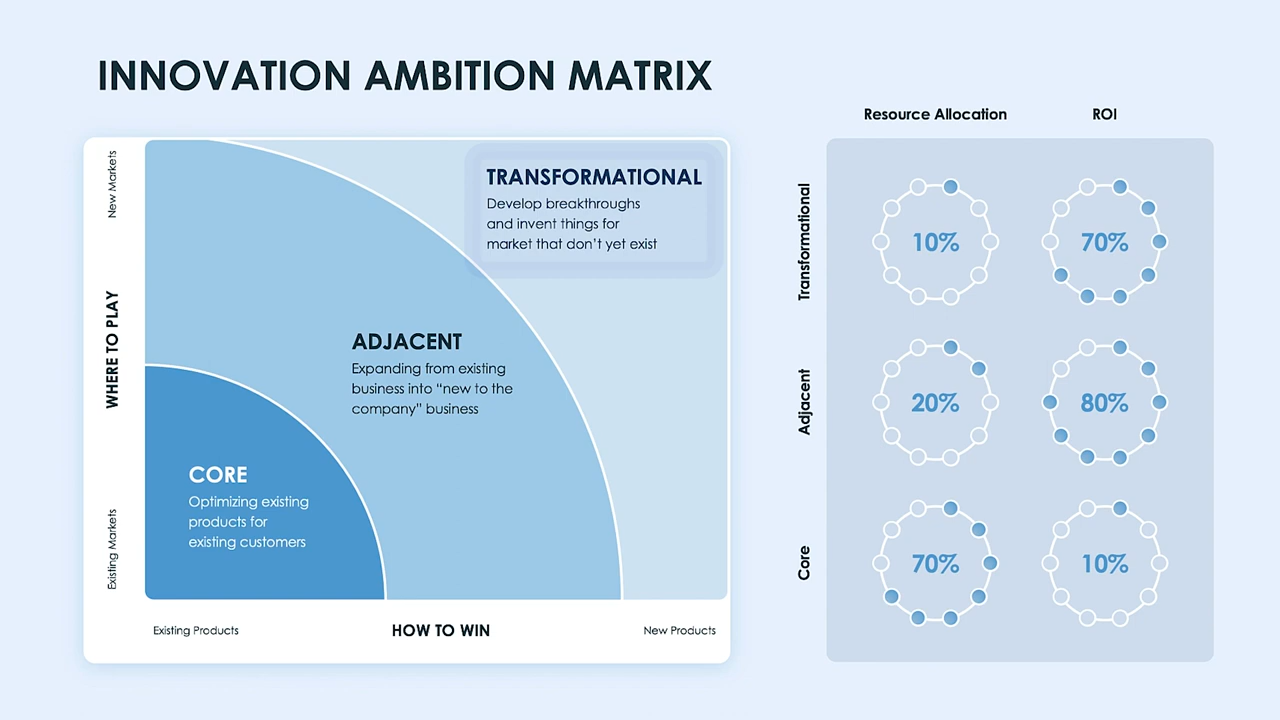 INNOVATION AMBITION MATRIX
New Markets
WHERE TO PLAY
Existing Markets
TRANSFORMATIONAL
Develop breakthroughs
and invent things for
market that don’t yet exist
ADJACENT
Expanding from existing
business into “new to the
company” business
CORE
Optimizing existing
products for
existing customers
Existing Products
HOW TO WIN
New Products
Resource Allocation
ROI
Transformational
10%
70%
Adjacent
20%
80%
Core
70%
10%